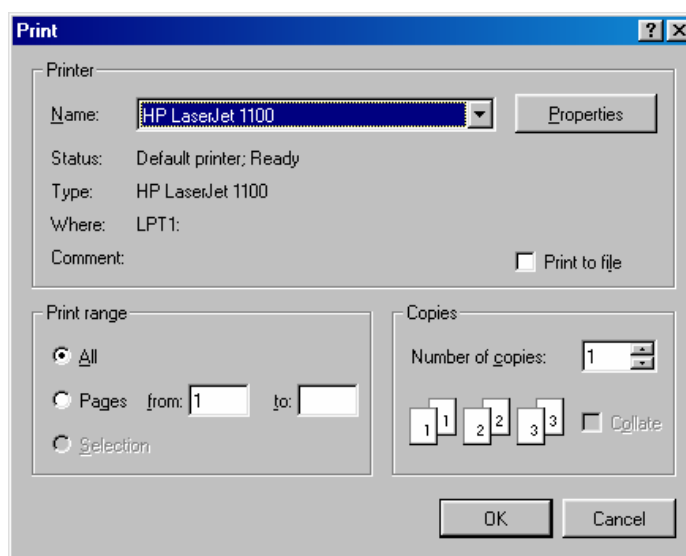 Print
Printer
Name: HP LaserJet 1100 Properties
Status: Default printer; Ready
Type: HP LaserJet 1100
Where: LPT1:
Comment: Print to file
Print range
All
Pages from: 1 to:
Selection
Copies
Number of copies: 1
1 1 2 2 3 3 Collate
OK Cancel